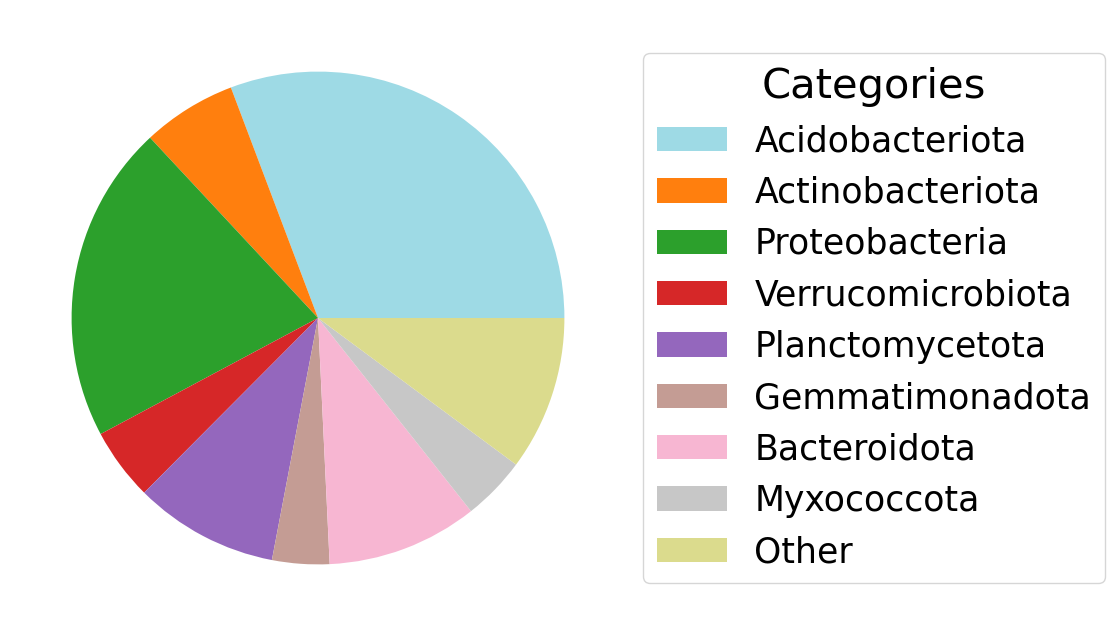 Categories
Acidobacteriota
Actinobacteriota
Proteobacteria
Verrucomicrobiota
Planctomycetota
Gemmatimonadota
Bacteroidota
Myxococcota
Other